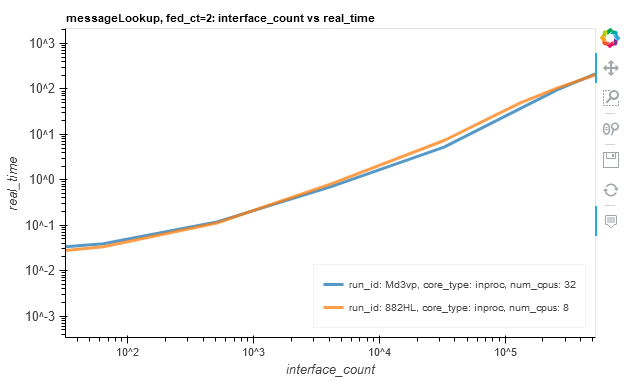 messageLookup, fed_ct=2: interface_count vs real_time
10^3
10^2
10^1
10^0
10^-1
10^-2
10^-3
real_time
run_id: Md3vp, core_type: inproc, num_cpus: 32
run_id: 882HL, core_type: inproc, num_cpus: 8
10^2
10^3
10^4
10^5
interface_count